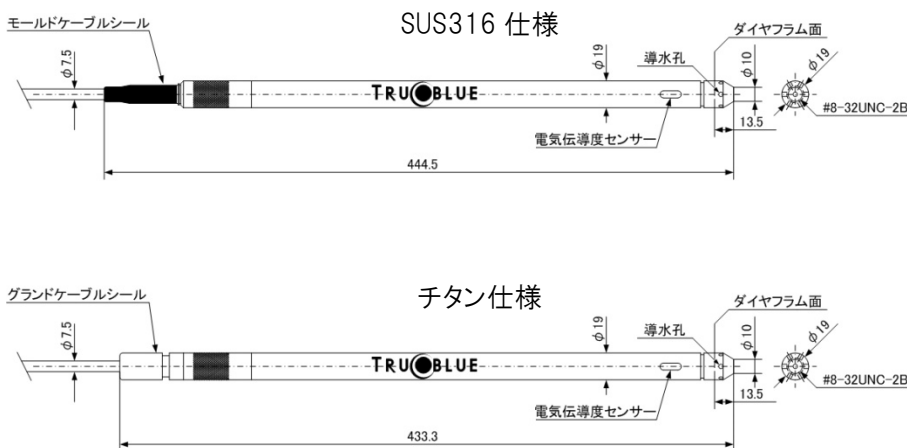 SUS316 仕様
モールドケーブルシール
ダイヤフラム面
導水孔
φ7.5
φ19
φ10
φ19
TRUBLUE
#8-32UNC-2B
13.5
電気伝導度センサー
444.5
チタン仕様
グランドケーブルシール
ダイヤフラム面
導水孔
φ7.5
φ19
φ10
φ19
TRUBLUE
#8-32UNC-2B
13.5
電気伝導度センサー
433.3